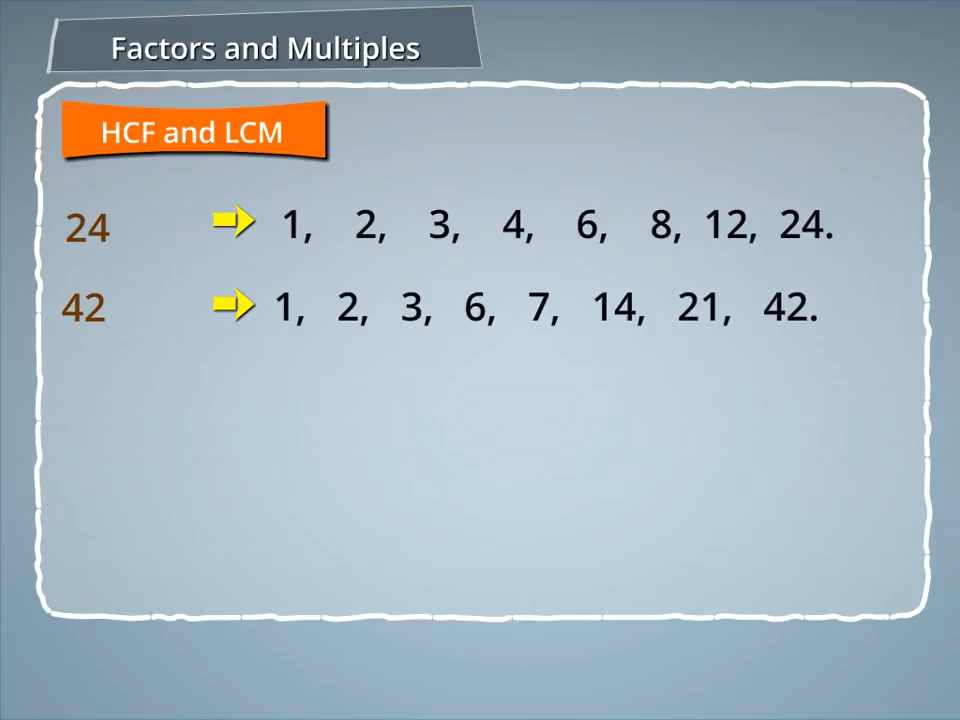 Factors and Multiples
HCF and LCM
24 1, 2, 3, 4, 6, 8, 12, 24.
42 1, 2, 3, 6, 7, 14, 21, 42.